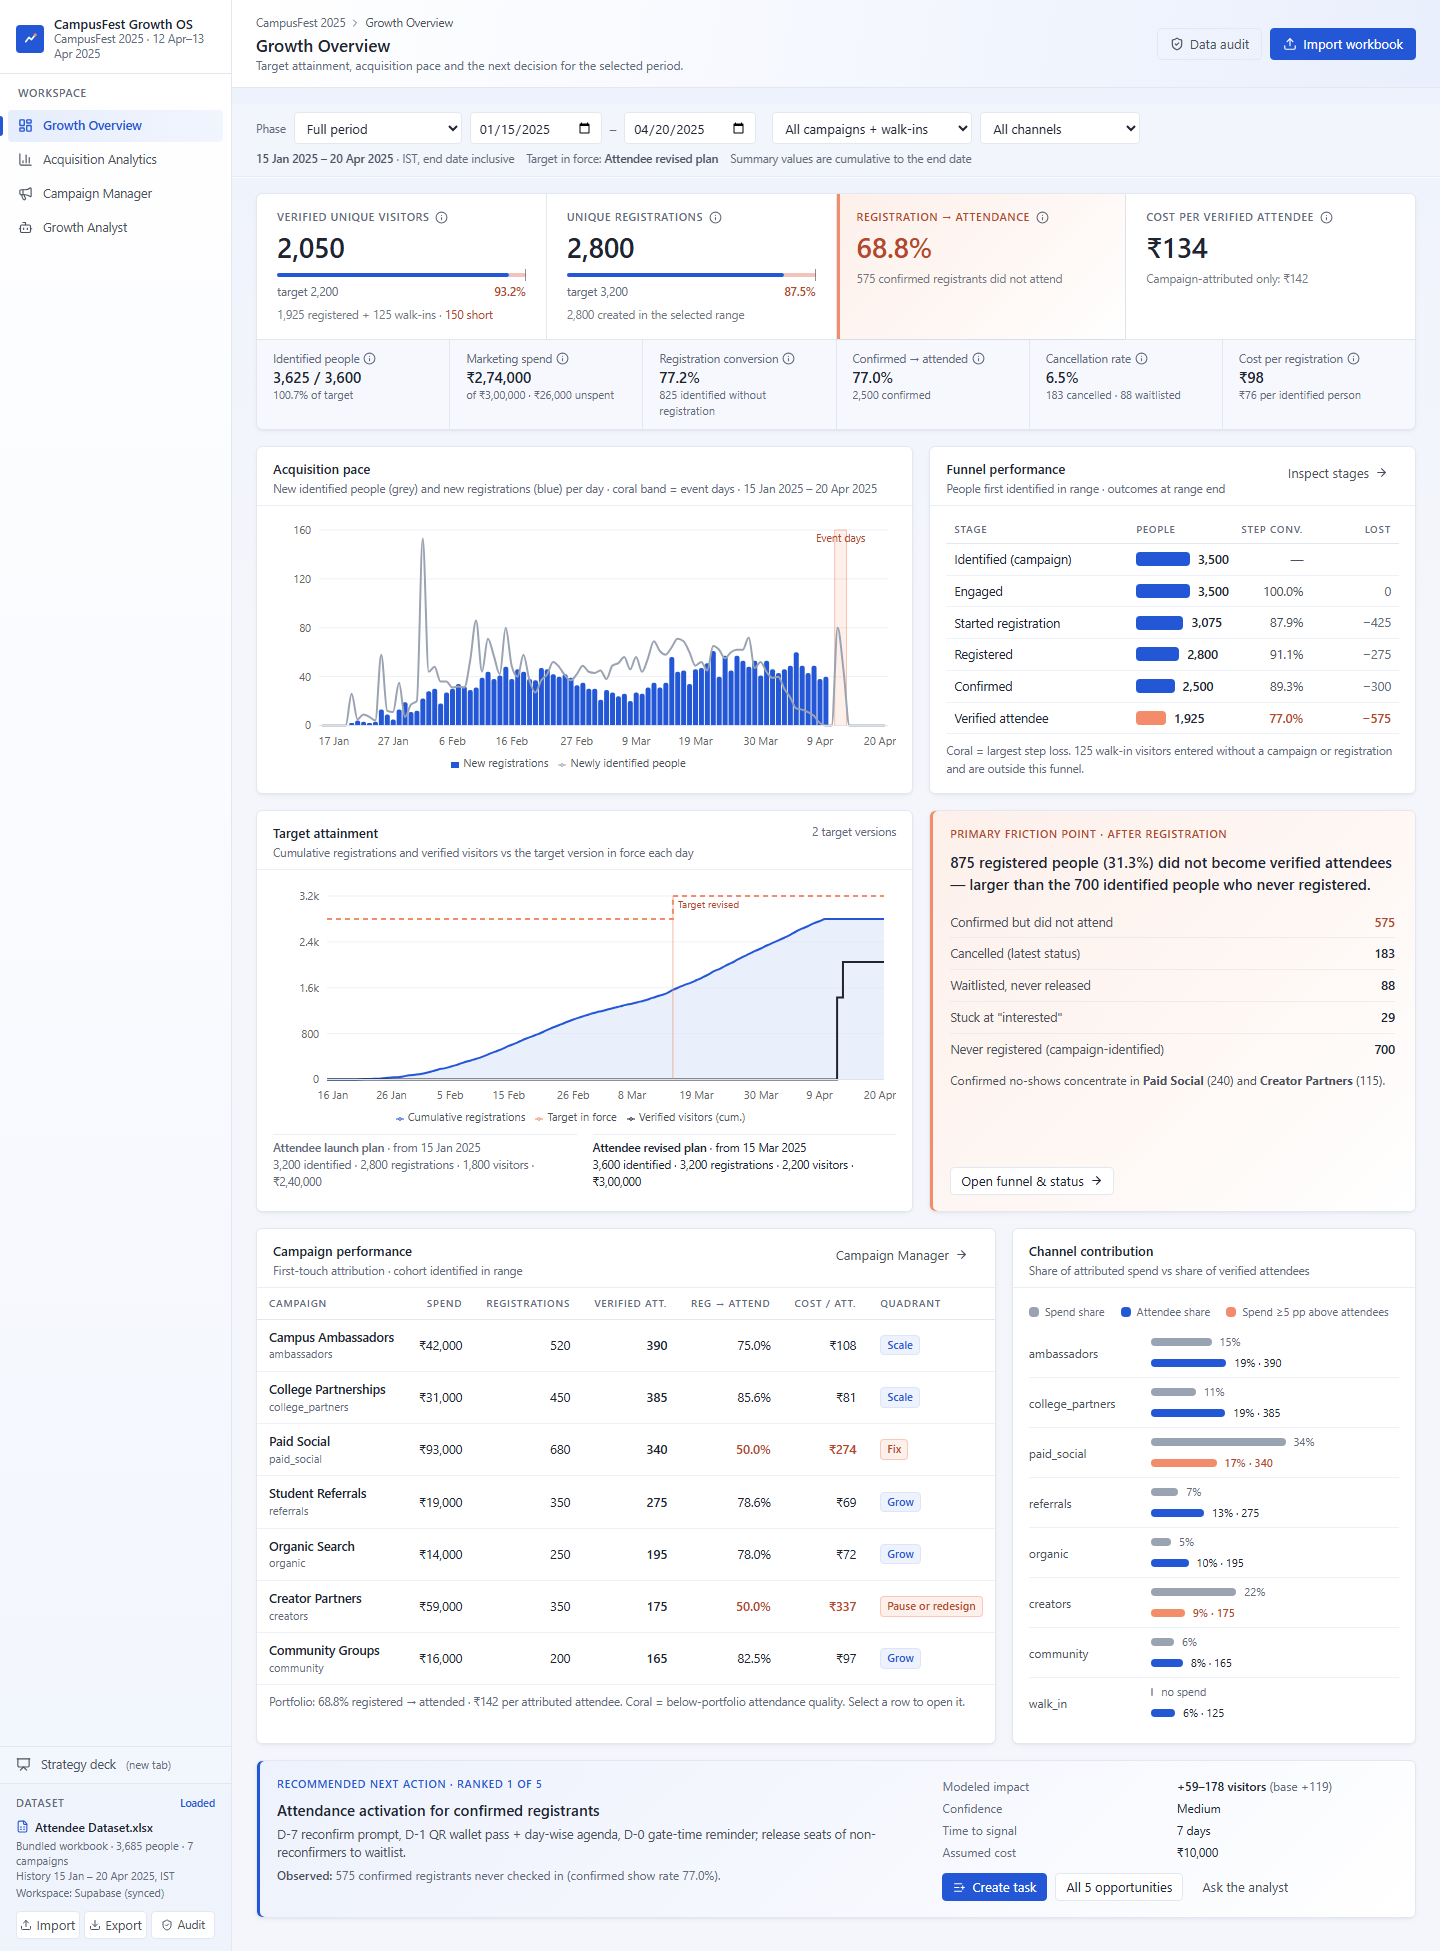 CampusFest Growth OS
CampusFest 2025 · 12 Apr–13
Apr 2025
WORKSPACE
Growth Overview
Acquisition Analytics
Campaign Manager
Growth Analyst
Strategy deck (new tab)
DATASET Loaded
Attendee Dataset.xlsx
Bundled workbook · 3,685 people · 7
campaigns
History 15 Jan – 20 Apr 2025, IST
Workspace: Supabase (synced)
Import Export Audit
CampusFest 2025 > Growth Overview
Growth Overview
Target attainment, acquisition pace and the next decision for the selected period.
Data audit Import workbook
Phase Full period 01/15/2025 – 04/20/2025 All campaigns + walk-ins All channels
15 Jan 2025 – 20 Apr 2025 · IST, end date inclusive Target in force: Attendee revised plan Summary values are cumulative to the end date
VERIFIED UNIQUE VISITORS
2,050
target 2,200 93.2%
1,925 registered + 125 walk-ins · 150 short
UNIQUE REGISTRATIONS
2,800
target 3,200 87.5%
2,800 created in the selected range
REGISTRATION → ATTENDANCE
68.8%
575 confirmed registrants did not attend
COST PER VERIFIED ATTENDEE
₹134
Campaign-attributed only: ₹142
Identified people
3,625 / 3,600
100.7% of target
Marketing spend
₹2,74,000
of ₹3,00,000 · ₹26,000 unspent
Registration conversion
77.2%
825 identified without
registration
Confirmed → attended
77.0%
2,500 confirmed
Cancellation rate
6.5%
183 cancelled · 88 waitlisted
Cost per registration
₹98
₹76 per identified person
Acquisition pace
New identified people (grey) and new registrations (blue) per day · coral band = event days · 15 Jan 2025 – 20 Apr 2025
160
120
80
40
0
Event days
17 Jan 27 Jan 6 Feb 16 Feb 27 Feb 9 Mar 19 Mar 30 Mar 9 Apr 20 Apr
New registrations Newly identified people
Funnel performance
People first identified in range · outcomes at range end
Inspect stages →
STAGE PEOPLE STEP CONV. LOST
Identified (campaign) 3,500 —
Engaged 3,500 100.0% 0
Started registration 3,075 87.9% −425
Registered 2,800 91.1% −275
Confirmed 2,500 89.3% −300
Verified attendee 1,925 77.0% −575
Coral = largest step loss. 125 walk-in visitors entered without a campaign or registration
and are outside this funnel.
Target attainment 2 target versions
Cumulative registrations and verified visitors vs the target version in force each day
3.2k
2.4k
1.6k
800
0
Target revised
16 Jan 26 Jan 5 Feb 15 Feb 26 Feb 8 Mar 19 Mar 30 Mar 9 Apr 20 Apr
Cumulative registrations Target in force Verified visitors (cum.)
Attendee launch plan · from 15 Jan 2025
3,200 identified · 2,800 registrations · 1,800 visitors ·
₹2,40,000
Attendee revised plan · from 15 Mar 2025
3,600 identified · 3,200 registrations · 2,200 visitors ·
₹3,00,000
PRIMARY FRICTION POINT · AFTER REGISTRATION
875 registered people (31.3%) did not become verified attendees
— larger than the 700 identified people who never registered.
Confirmed but did not attend 575
Cancelled (latest status) 183
Waitlisted, never released 88
Stuck at "interested" 29
Never registered (campaign-identified) 700
Confirmed no-shows concentrate in Paid Social (240) and Creator Partners (115).
Open funnel & status →
Campaign performance
First-touch attribution · cohort identified in range
Campaign Manager →
CAMPAIGN SPEND REGISTRATIONS VERIFIED ATT. REG → ATTEND COST / ATT. QUADRANT
Campus Ambassadors
ambassadors
₹42,000 520 390 75.0% ₹108 Scale
College Partnerships
college_partners
₹31,000 450 385 85.6% ₹81 Scale
Paid Social
paid_social
₹93,000 680 340 50.0% ₹274 Fix
Student Referrals
referrals
₹19,000 350 275 78.6% ₹69 Grow
Organic Search
organic
₹14,000 250 195 78.0% ₹72 Grow
Creator Partners
creators
₹59,000 350 175 50.0% ₹337 Pause or redesign
Community Groups
community
₹16,000 200 165 82.5% ₹97 Grow
Portfolio: 68.8% registered → attended · ₹142 per attributed attendee. Coral = below-portfolio attendance quality. Select a row to open it.
Channel contribution
Share of attributed spend vs share of verified attendees
Spend share Attendee share Spend ≥5 pp above attendees
ambassadors
15%
19% · 390
college_partners
11%
19% · 385
paid_social
34%
17% · 340
referrals
7%
13% · 275
organic
5%
10% · 195
creators
22%
9% · 175
community
6%
8% · 165
walk_in
no spend
6% · 125
RECOMMENDED NEXT ACTION · RANKED 1 OF 5
Attendance activation for confirmed registrants
D-7 reconfirm prompt, D-1 QR wallet pass + day-wise agenda, D-0 gate-time reminder; release seats of non-
reconfirmers to waitlist.
Observed: 575 confirmed registrants never checked in (confirmed show rate 77.0%).
Modeled impact +59–178 visitors (base +119)
Confidence Medium
Time to signal 7 days
Assumed cost ₹10,000
Create task All 5 opportunities Ask the analyst